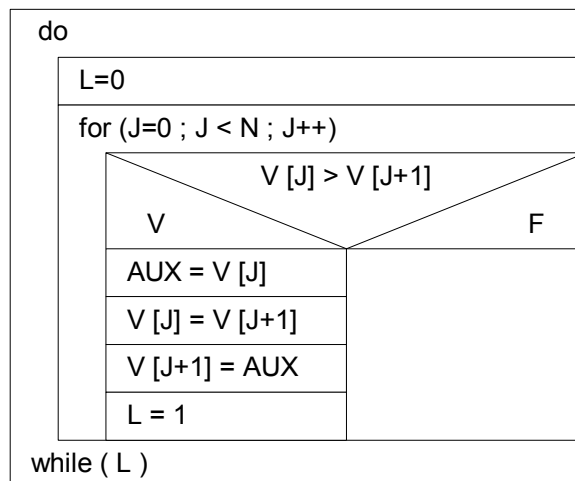 do
L=0
for (J=0 ; J < N ; J++)
V [J] > V [J+1]
V F
AUX = V [J]
V [J] = V [J+1]
V [J+1] = AUX
L = 1
while ( L )